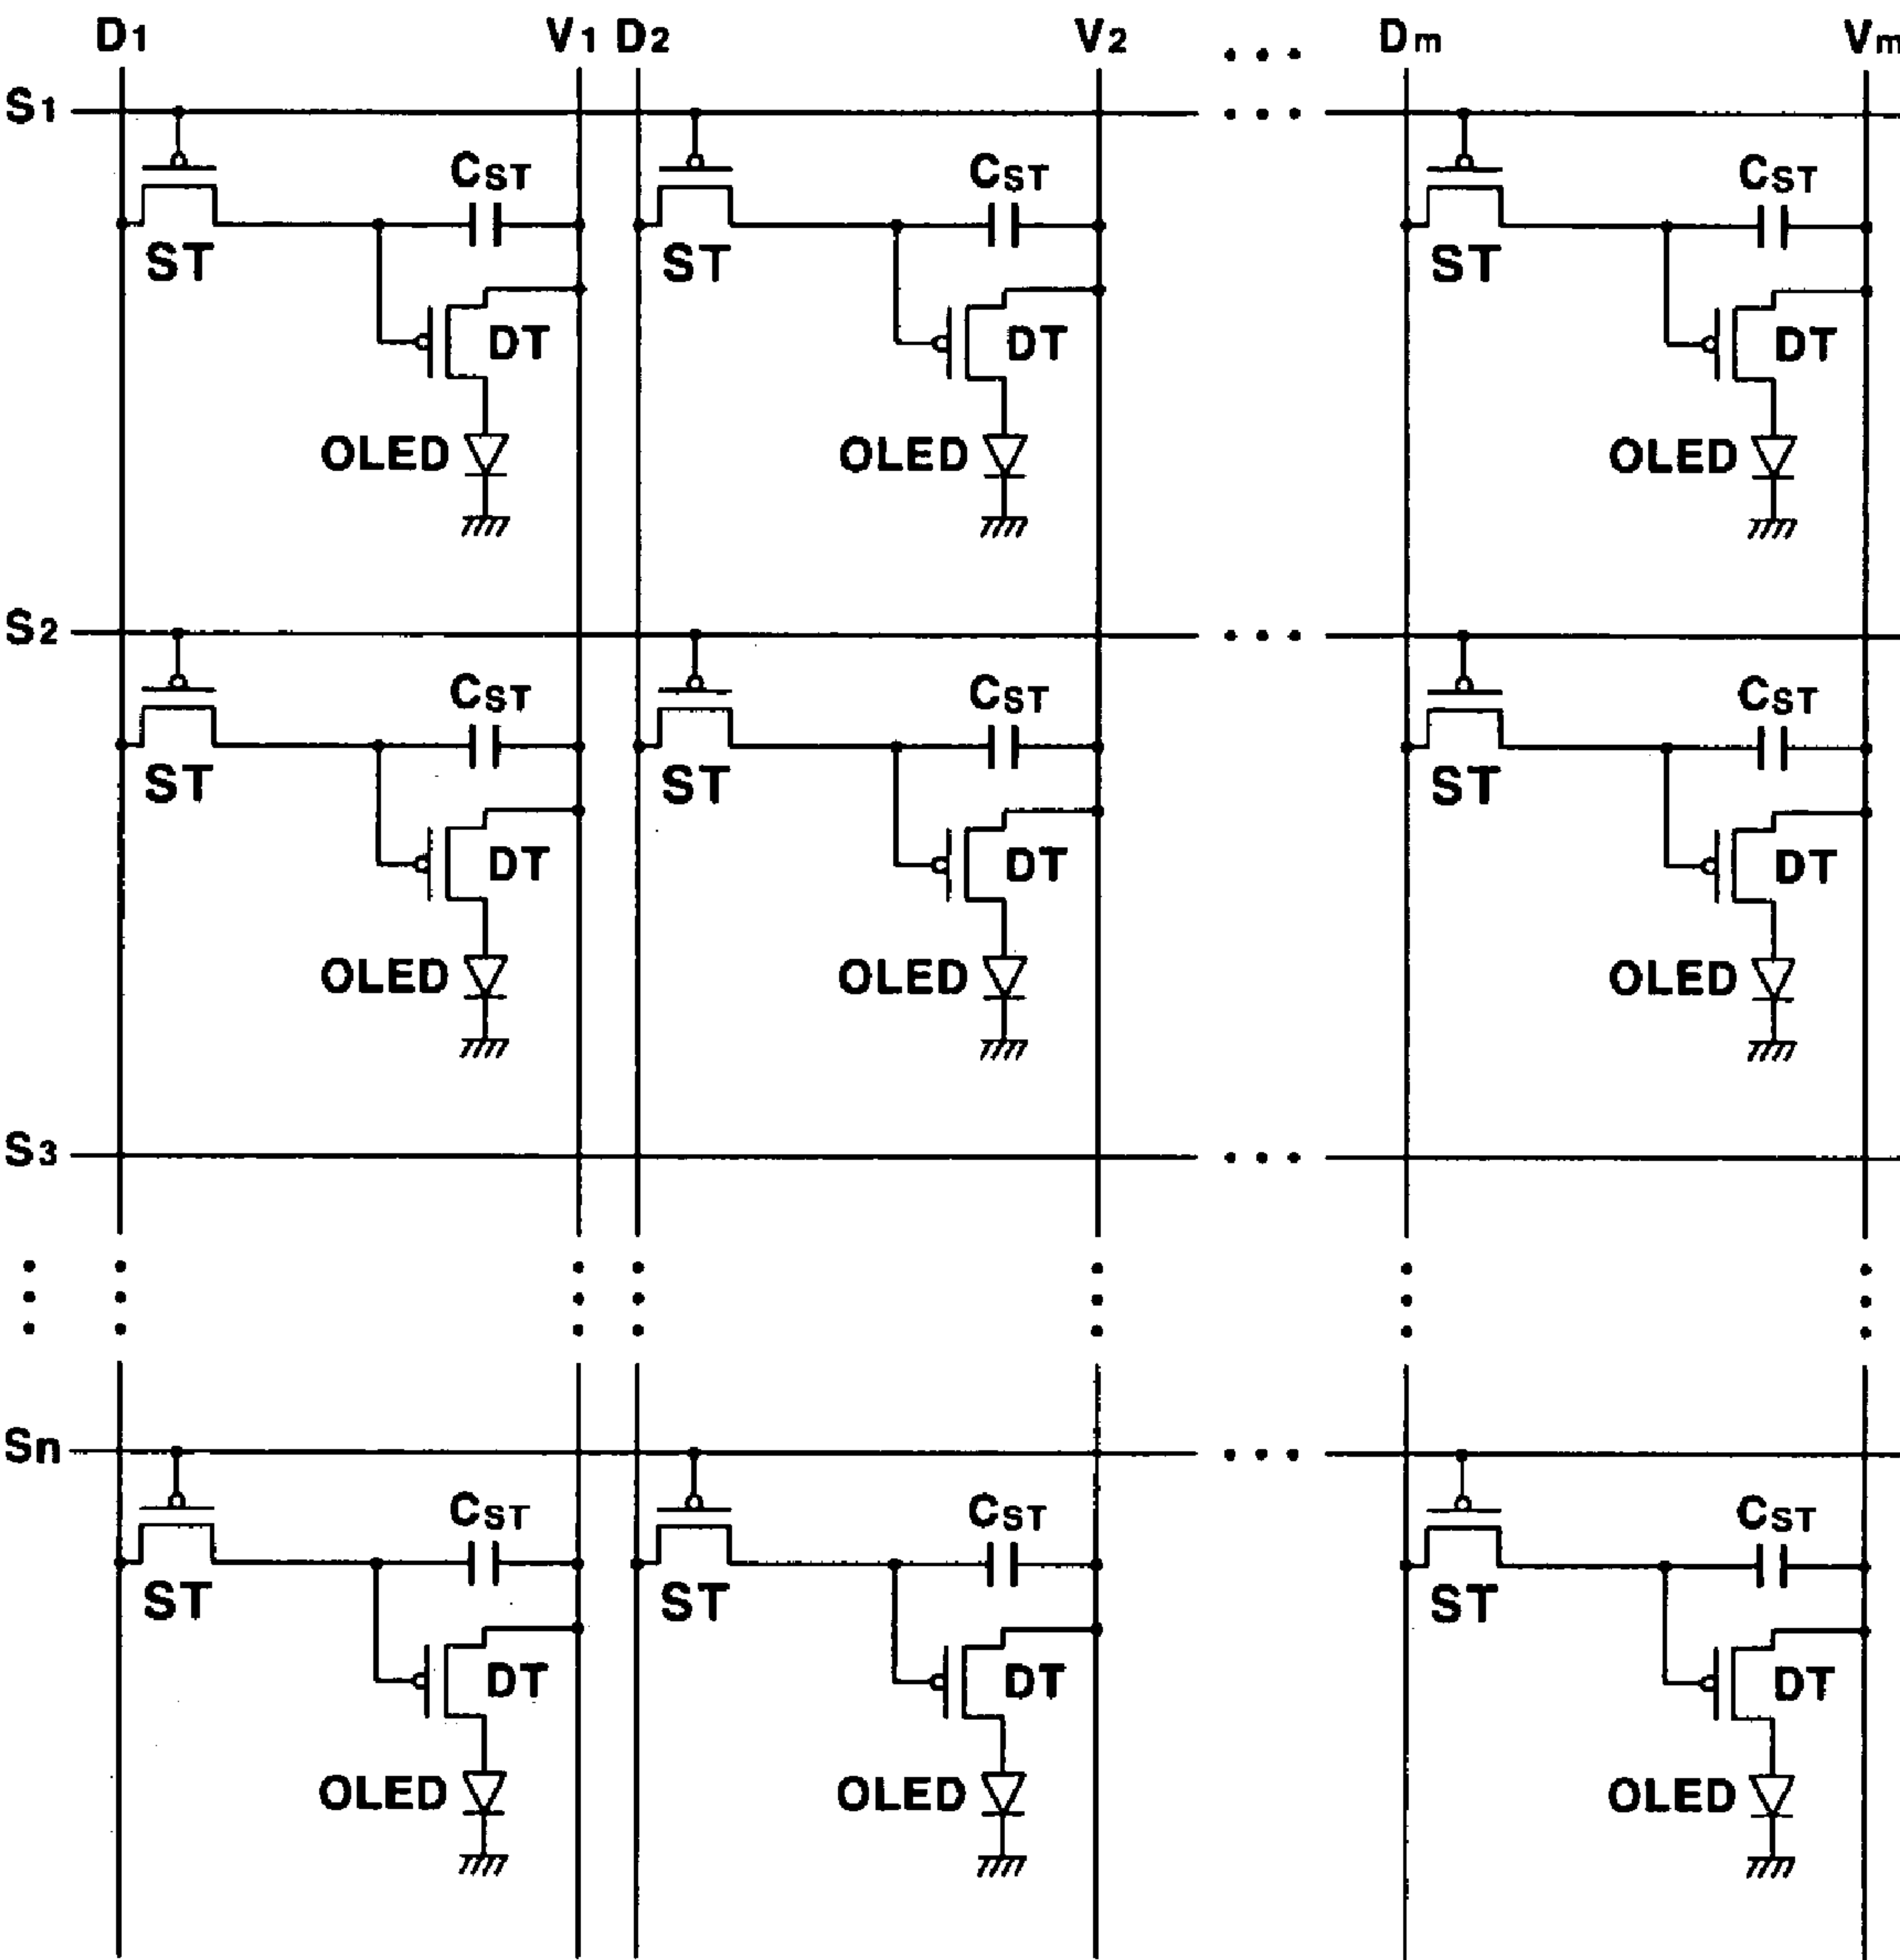 D1 V1 D2 V2 ... Dm Vm
S1 ...
CST CST CST
ST ST ST
DT DT DT
OLED OLED OLED
S2 ...
CST CST CST
ST ST ST
DT DT DT
OLED OLED OLED
S3 ...
Sn ...
CST CST CST
ST ST ST
DT DT DT
OLED OLED OLED